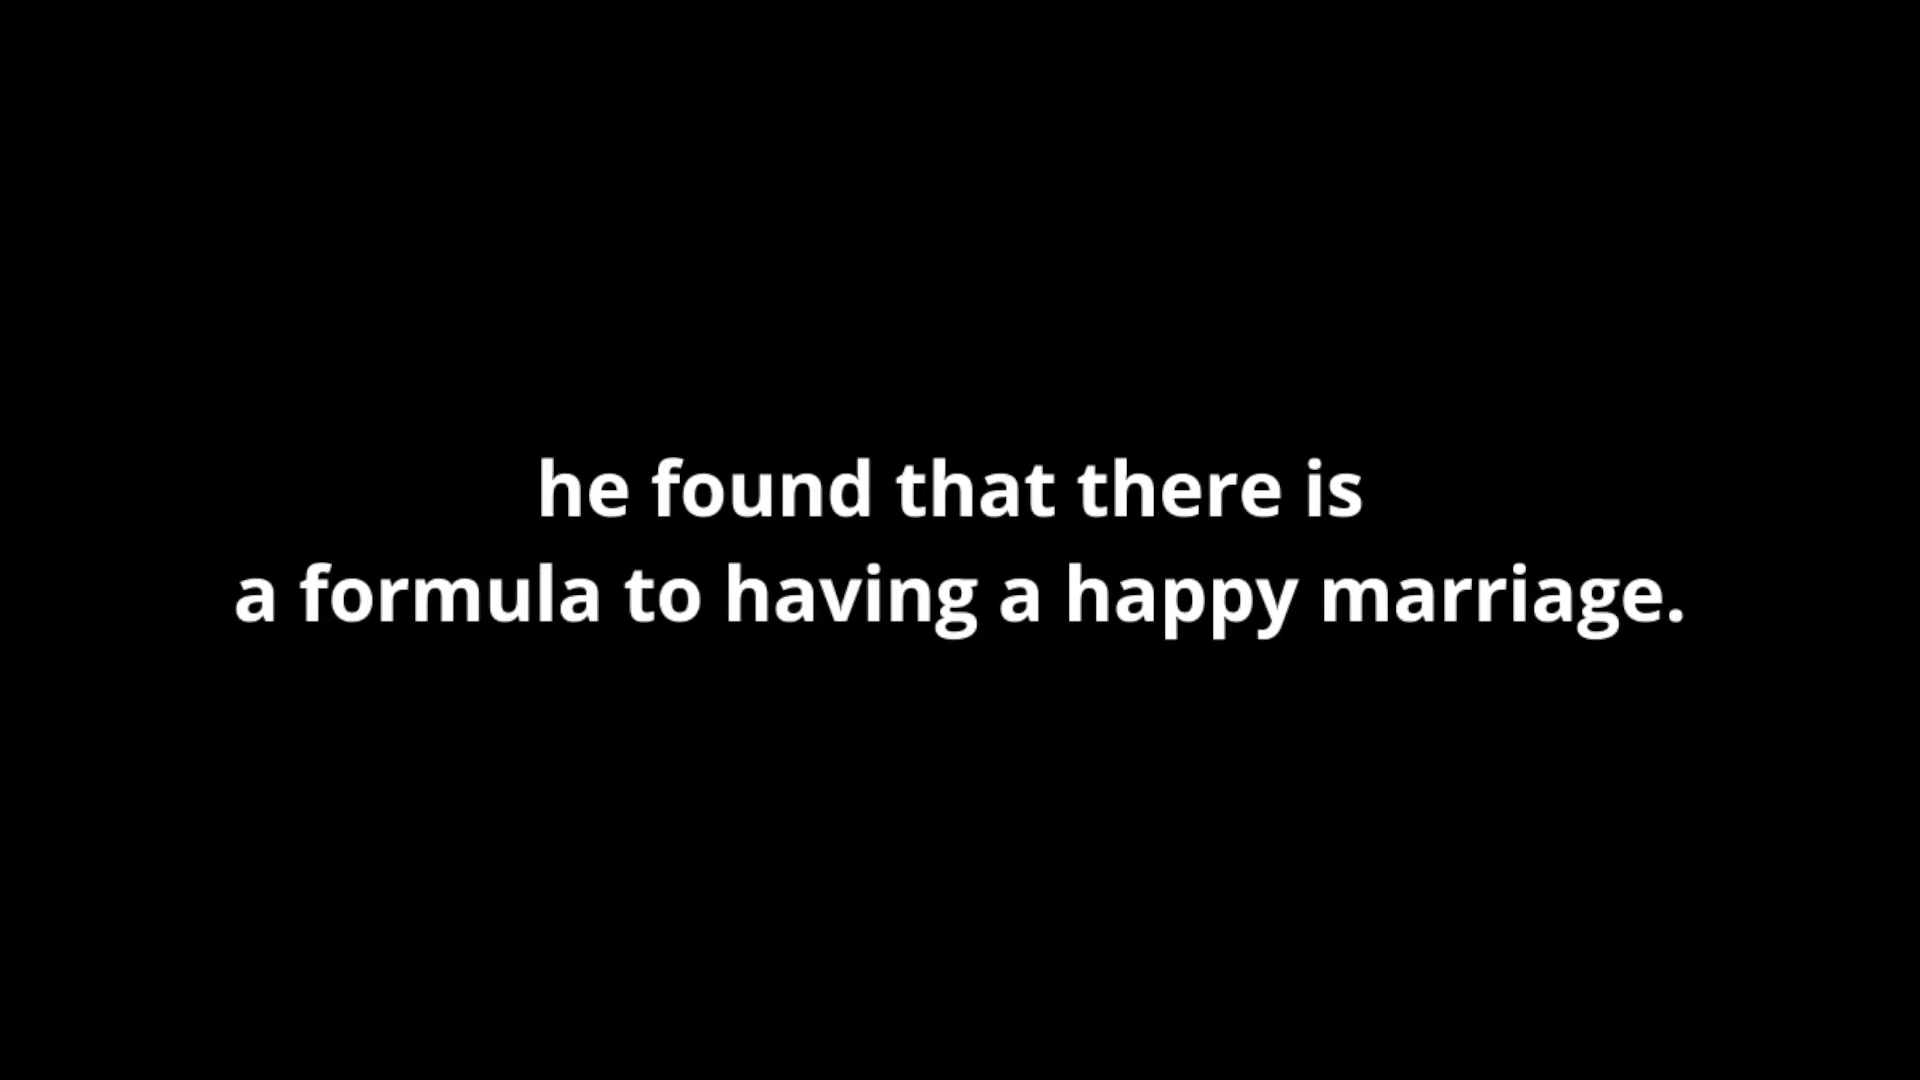 he found that there is
a formula to having a happy marriage.